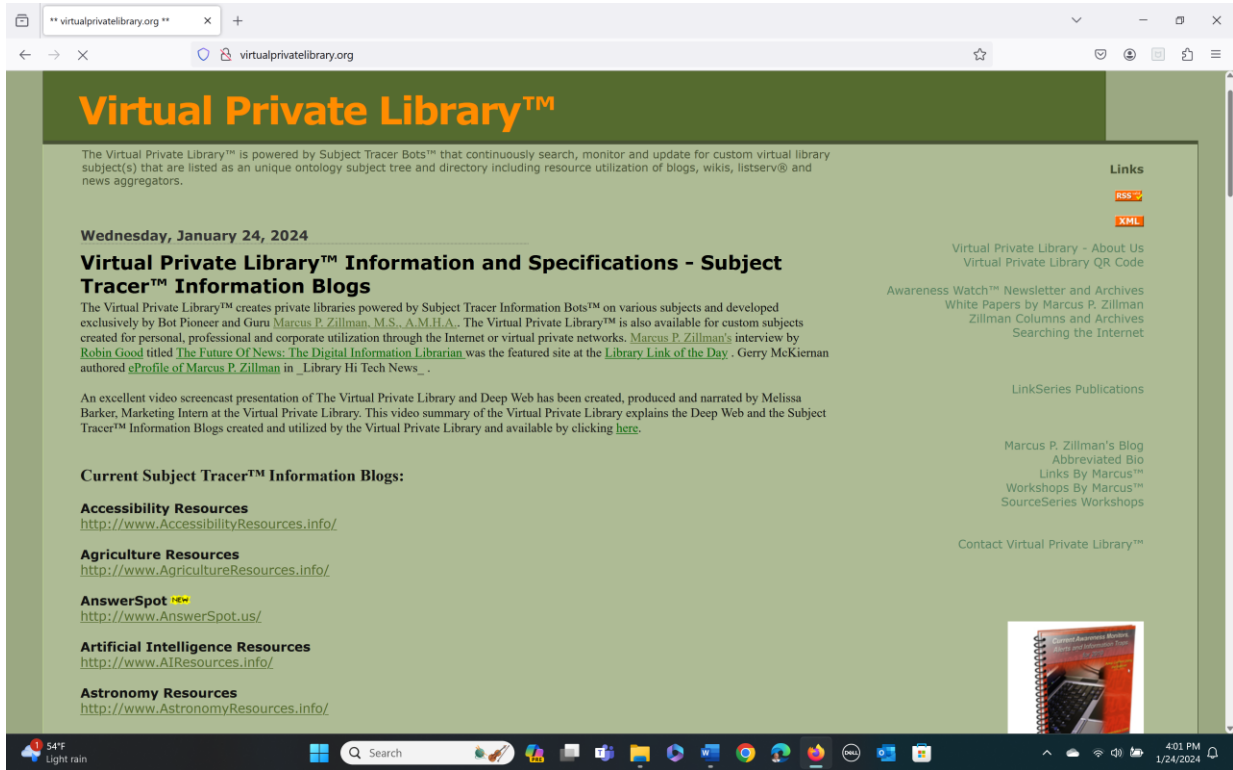 ** virtualprivatelibrary.org **
virtualprivatelibrary.org
Virtual Private Library™
The Virtual Private Library™ is powered by Subject Tracer Bots™ that continuously search, monitor and update for custom virtual library
subject(s) that are listed as an unique ontology subject tree and directory including resource utilization of blogs, wikis, listserv® and
news aggregators.
Wednesday, January 24, 2024
Virtual Private Library™ Information and Specifications - Subject
Tracer™ Information Blogs
The Virtual Private Library™ creates private libraries powered by Subject Tracer Information Bots™ on various subjects and developed
exclusively by Bot Pioneer and Guru Marcus P. Zillman, M.S., A.M.H.A.. The Virtual Private Library™ is also available for custom subjects
created for personal, professional and corporate utilization through the Internet or virtual private networks. Marcus P. Zillman's interview by
Robin Good titled The Future Of News: The Digital Information Librarian was the featured site at the Library Link of the Day . Gerry McKiernan
authored eProfile of Marcus P. Zillman in _Library Hi Tech News_ .
An excellent video screencast presentation of The Virtual Private Library and Deep Web has been created, produced and narrated by Melissa
Barker, Marketing Intern at the Virtual Private Library. This video summary of the Virtual Private Library explains the Deep Web and the Subject
Tracer™ Information Blogs created and utilized by the Virtual Private Library and available by clicking here.
Current Subject Tracer™ Information Blogs:
Accessibility Resources
http://www.AccessibilityResources.info/
Agriculture Resources
http://www.AgricultureResources.info/
AnswerSpot NEW
http://www.AnswerSpot.us/
Artificial Intelligence Resources
http://www.AIResources.info/
Astronomy Resources
http://www.AstronomyResources.info/
Links
RSS
XML
Virtual Private Library - About Us
Virtual Private Library QR Code
Awareness Watch™ Newsletter and Archives
White Papers by Marcus P. Zillman
Zillman Columns and Archives
Searching the Internet
LinkSeries Publications
Marcus P. Zillman's Blog
Abbreviated Bio
Links By Marcus™
Workshops By Marcus™
SourceSeries Workshops
Contact Virtual Private Library™
Current Awareness Monitors,
1
54°F
Light rain
Search
PRE
DELL
4:01 PM
1/24/2024